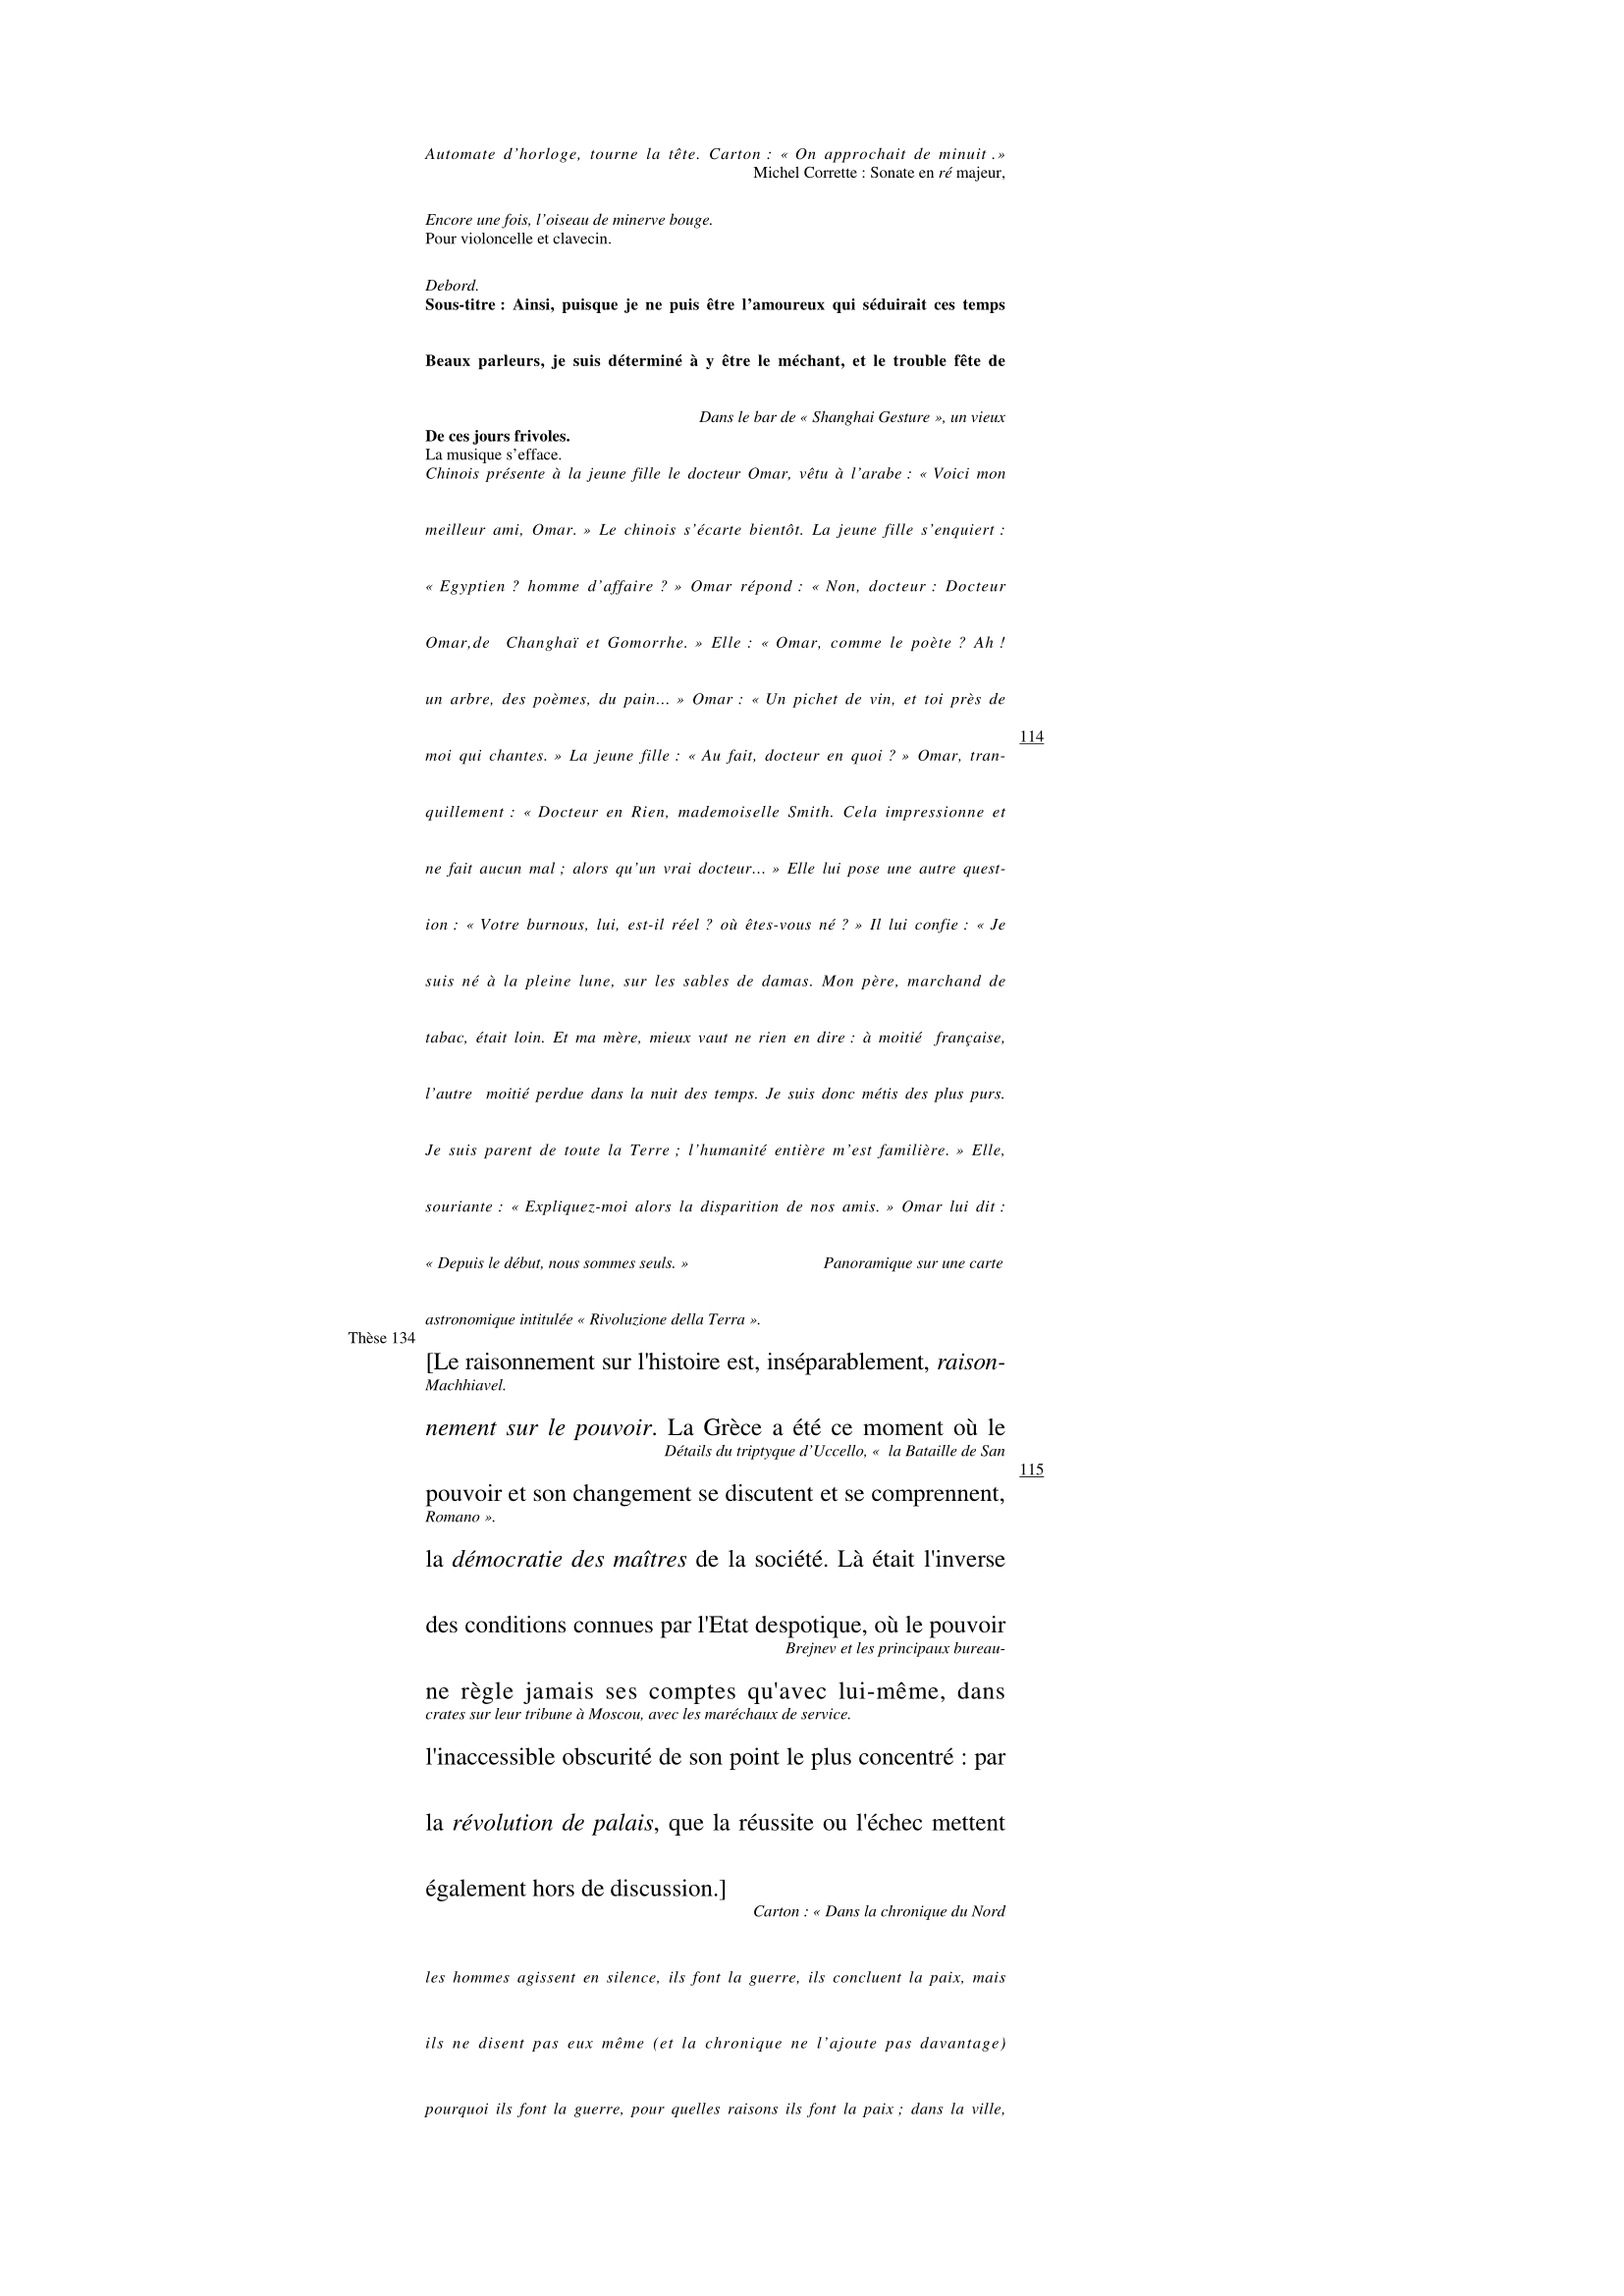 Automate d’horloge, tourne la tête. Carton : « On approchait de minuit .»
Michel Corrette : Sonate en ré majeur,
Encore une fois, l’oiseau de minerve bouge.
Pour violoncelle et clavecin.
Debord.
Sous-titre : Ainsi, puisque je ne puis être l’amoureux qui séduirait ces temps
Beaux parleurs, je suis déterminé à y être le méchant, et le trouble fête de
Dans le bar de « Shanghai Gesture », un vieux
De ces jours frivoles.
La musique s’efface.
Chinois présente à la jeune fille le docteur Omar, vêtu à l’arabe : « Voici mon
meilleur ami, Omar. » Le chinois s’écarte bientôt. La jeune fille s’enquiert :
« Egyptien ? homme d’affaire ? » Omar répond : « Non, docteur : Docteur
Omar,de  Changhaï et Gomorrhe. » Elle : « Omar, comme le poète ? Ah !
un arbre, des poèmes, du pain… » Omar : « Un pichet de vin, et toi près de
114
moi qui chantes. » La jeune fille : « Au fait, docteur en quoi ? » Omar, tran-
quillement : « Docteur en Rien, mademoiselle Smith. Cela impressionne et
ne fait aucun mal ; alors qu’un vrai docteur… » Elle lui pose une autre quest-
ion : « Votre burnous, lui, est-il réel ? où êtes-vous né ? » Il lui confie : « Je
suis né à la pleine lune, sur les sables de damas. Mon père, marchand de
tabac, était loin. Et ma mère, mieux vaut ne rien en dire : à moitié  française,
l’autre  moitié perdue dans la nuit des temps. Je suis donc métis des plus purs.
Je suis parent de toute la Terre ; l’humanité entière m’est familière. » Elle,
souriante : « Expliquez-moi alors la disparition de nos amis. » Omar lui dit :
« Depuis le début, nous sommes seuls. » Panoramique sur une carte
astronomique intitulée « Rivoluzione della Terra ».
Thèse 134
[Le raisonnement sur l'histoire est, inséparablement, raison-
Machhiavel.
nement sur le pouvoir. La Grèce a été ce moment où le
Détails du triptyque d’Uccello, «  la Bataille de San
115
pouvoir et son changement se discutent et se comprennent,
Romano ».
la démocratie des maîtres de la société. Là était l'inverse
des conditions connues par l'Etat despotique, où le pouvoir
Brejnev et les principaux bureau-
ne règle jamais ses comptes qu'avec lui-même, dans
crates sur leur tribune à Moscou, avec les maréchaux de service.
l'inaccessible obscurité de son point le plus concentré : par
la révolution de palais, que la réussite ou l'échec mettent
également hors de discussion.]
Carton : « Dans la chronique du Nord
les hommes agissent en silence, ils font la guerre, ils concluent la paix, mais
ils ne disent pas eux même (et la chronique ne l’ajoute pas davantage)
pourquoi ils font la guerre, pour quelles raisons ils font la paix ; dans la ville,